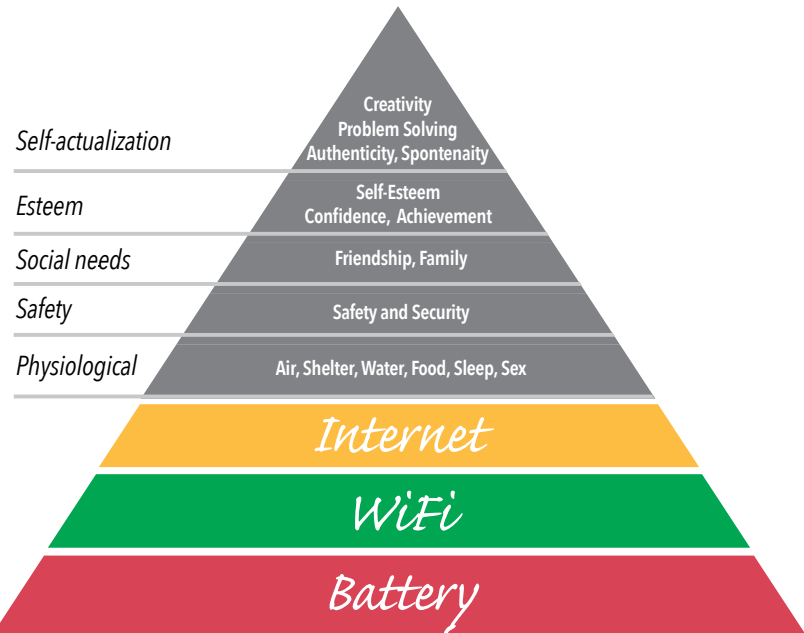 Creativity
Problem Solving
Self-actualization
Authenticity, Spontenaity
Self-Esteem
Esteem
Confidence, Achievement
Social needs
Friendship, Family
Safety
Safety and Security
Physiological
Air, Shelter, Water, Food, Sleep, Sex
Internet
WiFi
Battery